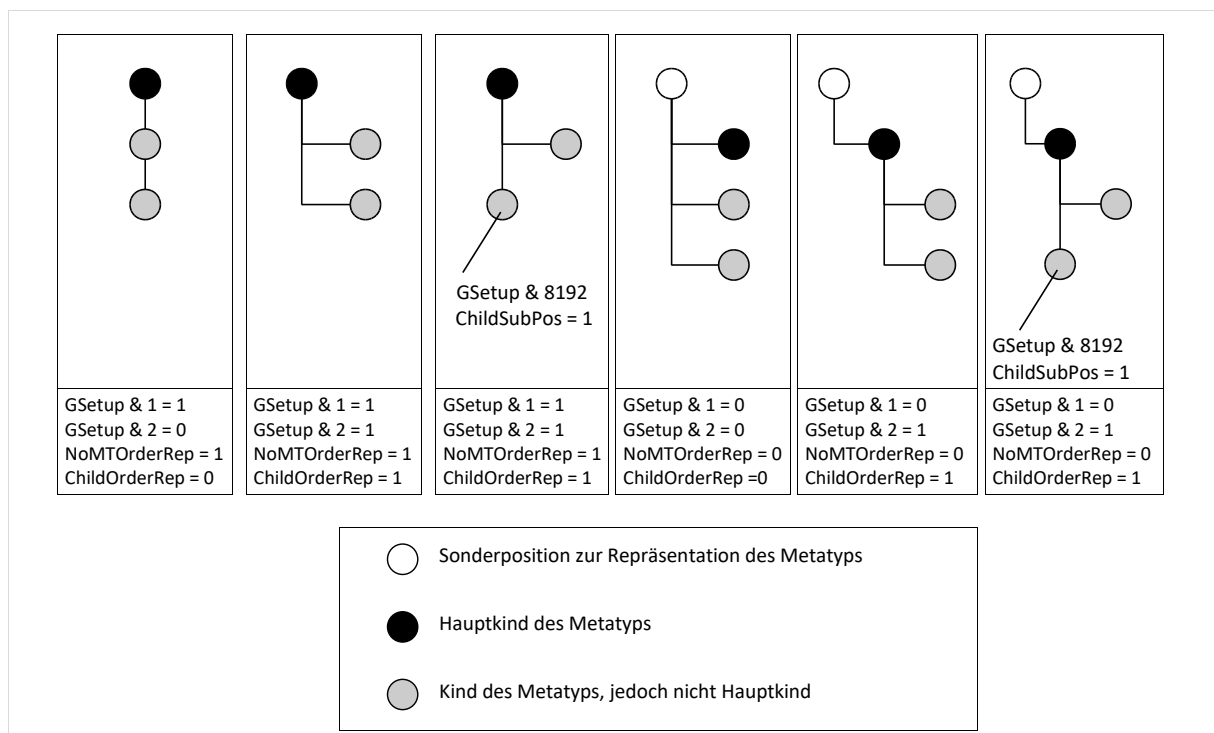 GSetup & 8192
ChildSubPos = 1
GSetup & 8192
ChildSubPos = 1
GSetup & 1 = 1
GSetup & 2 = 0
NoMTOrderRep = 1
ChildOrderRep = 0
GSetup & 1 = 1
GSetup & 2 = 1
NoMTOrderRep = 1
ChildOrderRep = 1
GSetup & 1 = 1
GSetup & 2 = 1
NoMTOrderRep = 1
ChildOrderRep = 1
GSetup & 1 = 0
GSetup & 2 = 0
NoMTOrderRep = 0
ChildOrderRep =0
GSetup & 1 = 0
GSetup & 2 = 1
NoMTOrderRep = 0
ChildOrderRep = 1
GSetup & 1 = 0
GSetup & 2 = 1
NoMTOrderRep = 0
ChildOrderRep = 1
Sonderposition zur Repräsentation des Metatyps
Hauptkind des Metatyps
Kind des Metatyps, jedoch nicht Hauptkind